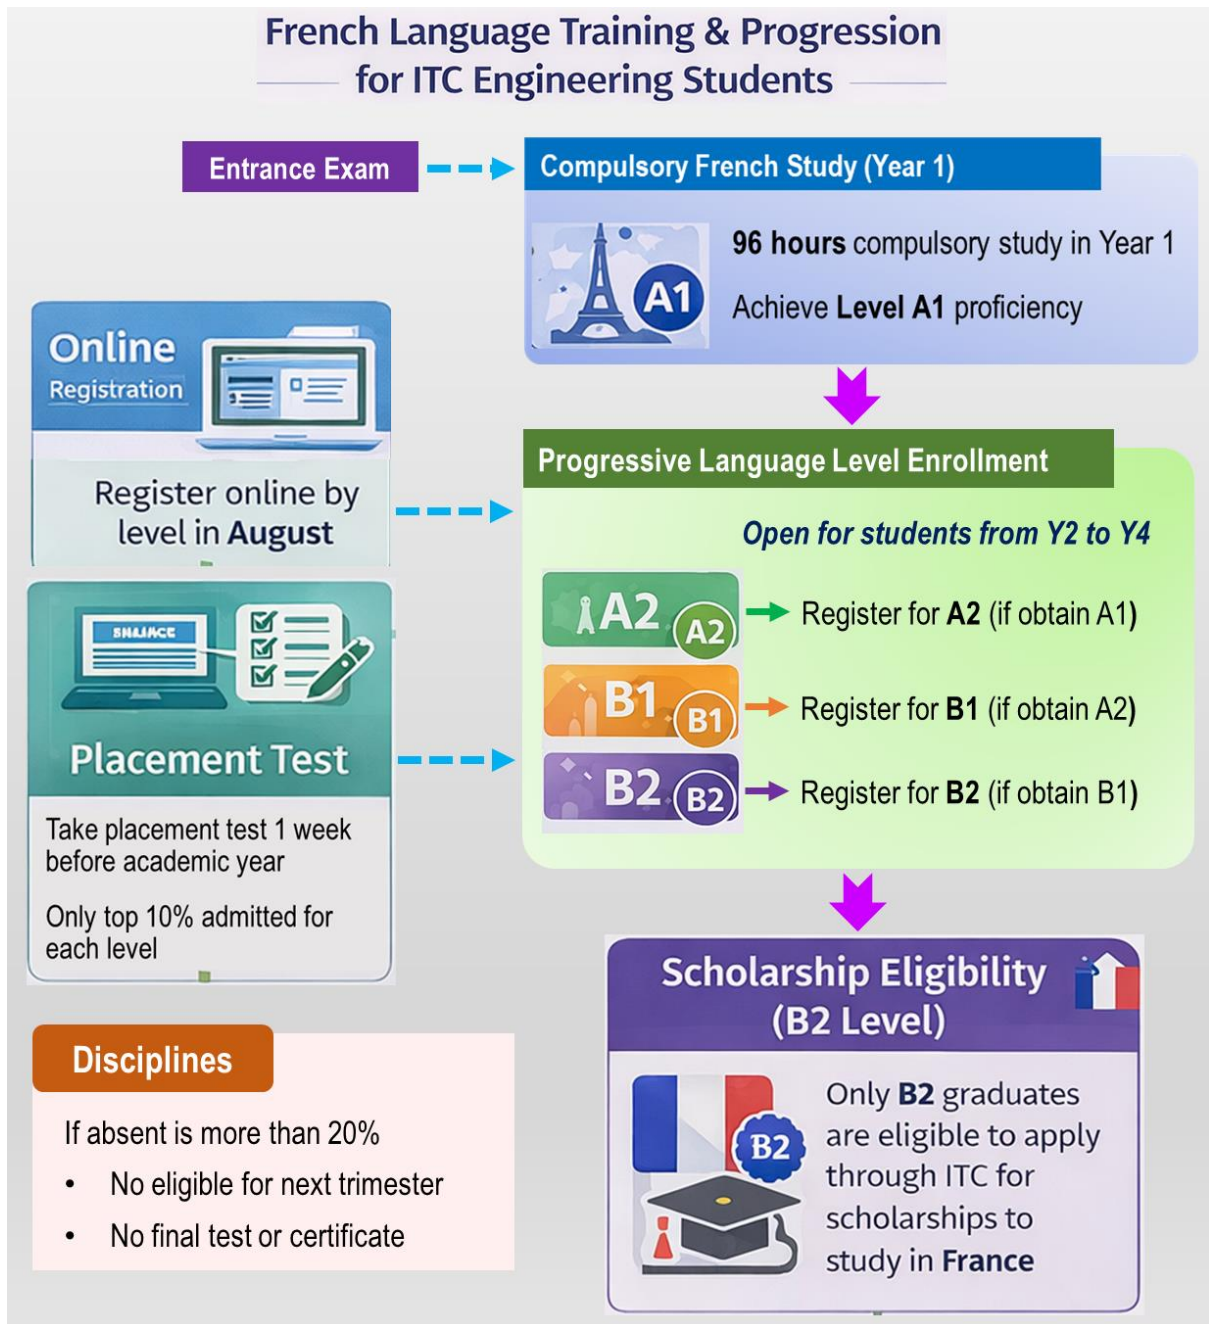 French Language Training & Progression
for ITC Engineering Students
Entrance Exam
Compulsory French Study (Year 1)
A1
96 hours compulsory study in Year 1
Achieve Level A1 proficiency
Online
Registration
Register online by
level in August
Progressive Language Level Enrollment
Open for students from Y2 to Y4
A2
A2
Register for A2 (if obtain A1)
B1
B1
Register for B1 (if obtain A2)
B2
B2
Register for B2 (if obtain B1)
Placement Test
Take placement test 1 week
before academic year
Only top 10% admitted for
each level
Scholarship Eligibility
(B2 Level)
B2
Only B2 graduates
are eligible to apply
through ITC for
scholarships to
study in France
Disciplines
If absent is more than 20%
• No eligible for next trimester
• No final test or certificate